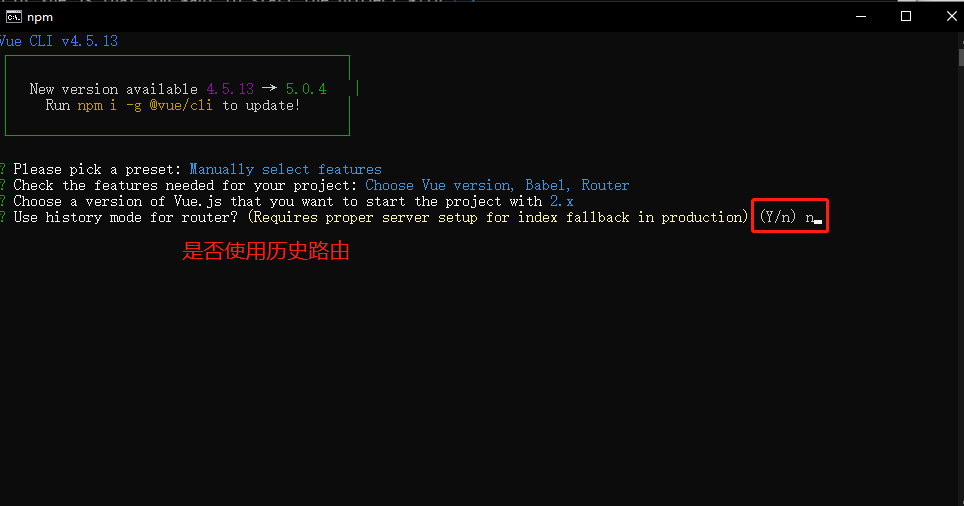 npm
Vue CLI v4.5.13
New version available 4.5.13 → 5.0.4
Run npm i -g @vue/cli to update!
? Please pick a preset: Manually select features
? Check the features needed for your project: Choose Vue version, Babel, Router
? Choose a version of Vue.js that you want to start the project with 2.x
? Use history mode for router? (Requires proper server setup for index fallback in production) (Y/n) n
是否使用历史路由